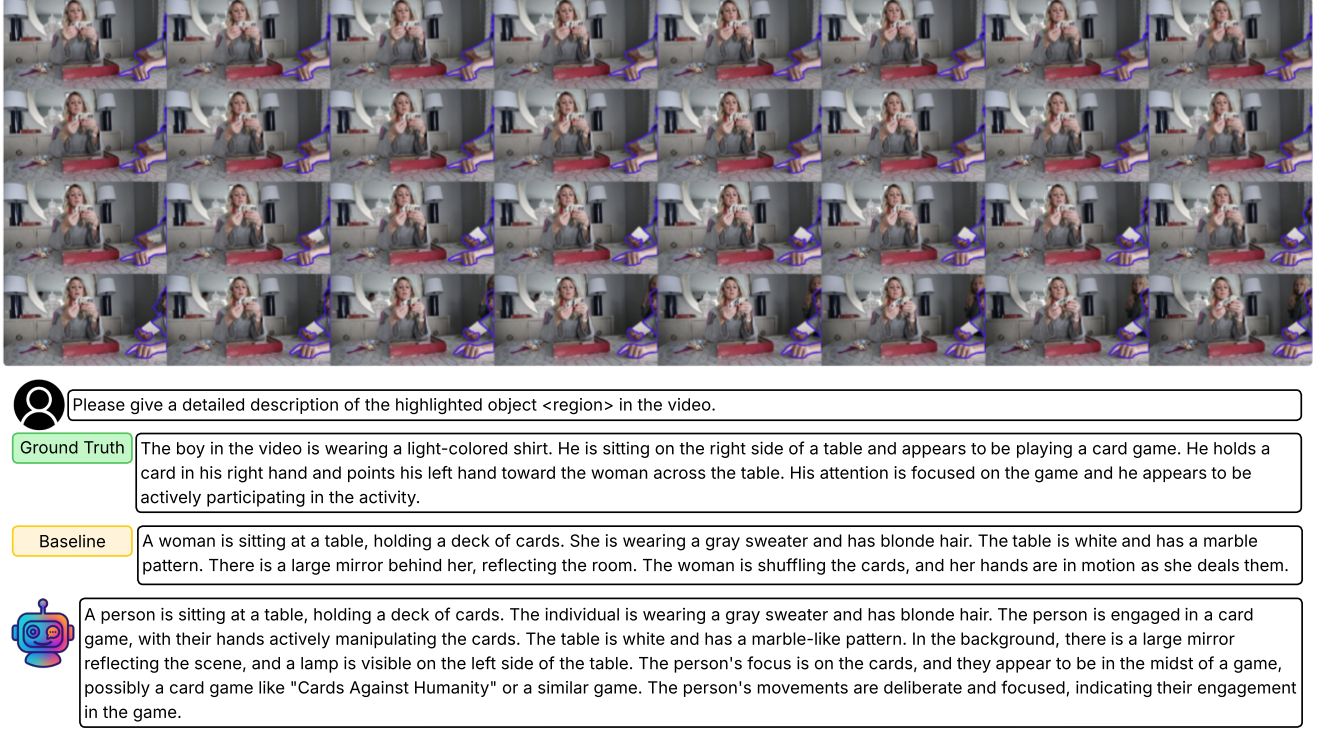 Please give a detailed description of the highlighted object <region> in the video.
Ground Truth
The boy in the video is wearing a light-colored shirt. He is sitting on the right side of a table and appears to be playing a card game. He holds a
card in his right hand and points his left hand toward the woman across the table. His attention is focused on the game and he appears to be
actively participating in the activity.
Baseline
A woman is sitting at a table, holding a deck of cards. She is wearing a gray sweater and has blonde hair. The table is white and has a marble
pattern. There is a large mirror behind her, reflecting the room. The woman is shuffling the cards, and her hands are in motion as she deals them.
A person is sitting at a table, holding a deck of cards. The individual is wearing a gray sweater and has blonde hair. The person is engaged in a card
game, with their hands actively manipulating the cards. The table is white and has a marble-like pattern. In the background, there is a large mirror
reflecting the scene, and a lamp is visible on the left side of the table. The person's focus is on the cards, and they appear to be in the midst of a game,
possibly a card game like "Cards Against Humanity" or a similar game. The person's movements are deliberate and focused, indicating their engagement
in the game.